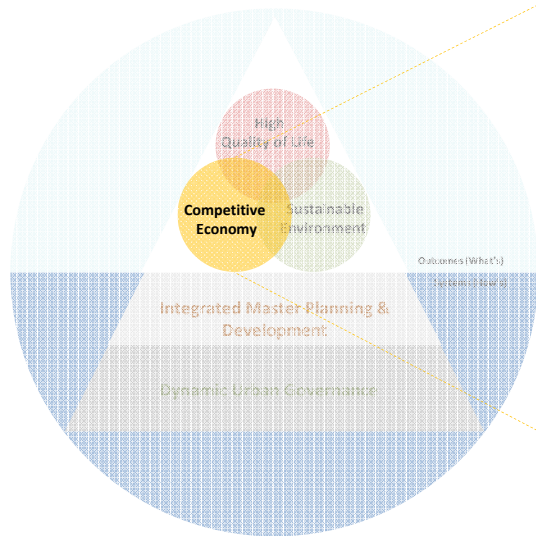 High
Quality of Life
Competitive
Economy
Sustainable
Environment
Outcomes (What's)
Integrated Master Planning &
Development
Dynamic Urban Governance